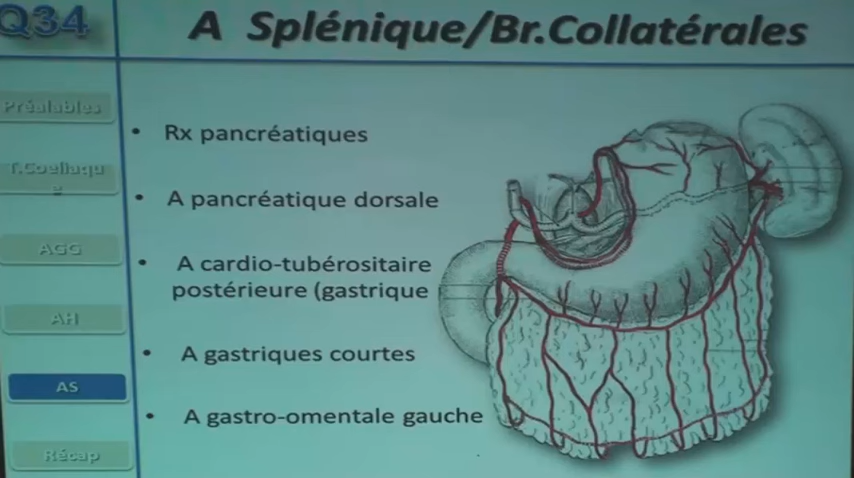 Q34
A Splénique/Br.Collatérales
Préalables
T.Coeliaqu
e
AGG
AH
AS
Récap
• Rx pancréatiques
• A pancréatique dorsale
• A cardio-tubérositaire
postérieure (gastrique
• A gastriques courtes
• A gastro-omentale gauche